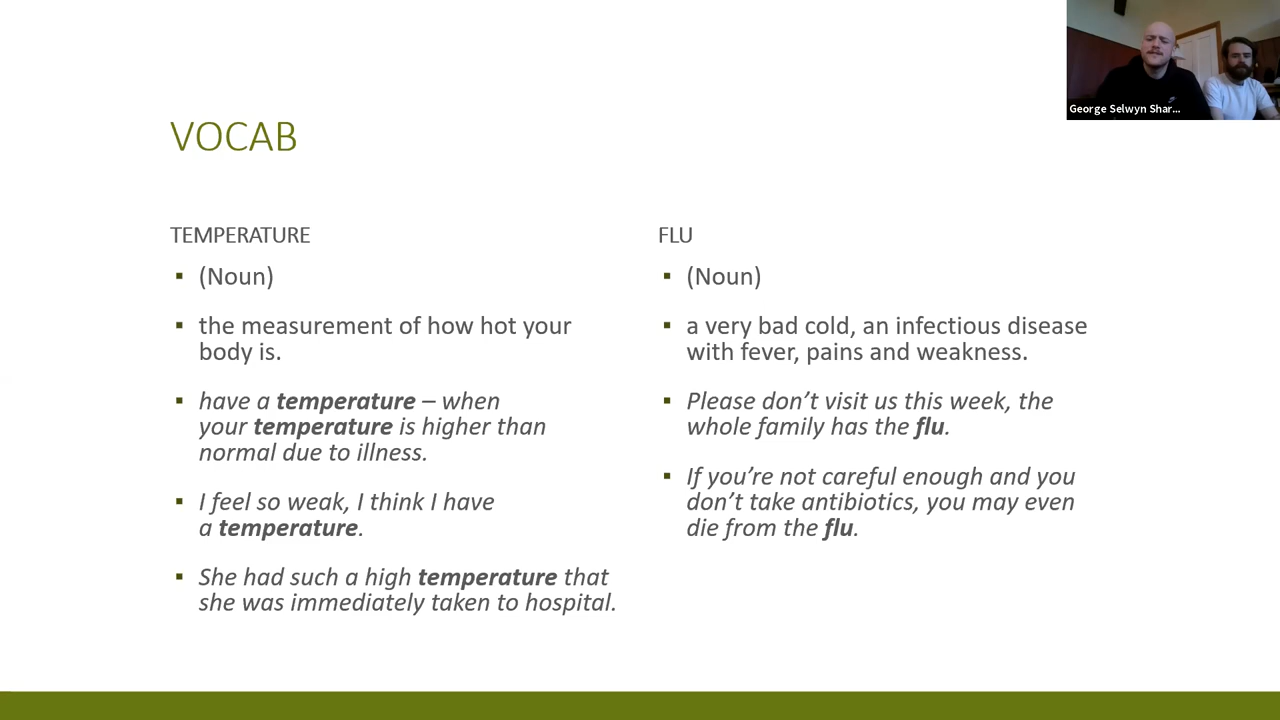 George Selwyn Shar...
VOCAB
TEMPERATURE
▪ (Noun)
▪ the measurement of how hot your
body is.
▪ have a temperature – when
your temperature is higher than
normal due to illness.
▪ I feel so weak, I think I have
a temperature.
▪ She had such a high temperature that
she was immediately taken to hospital.
FLU
▪ (Noun)
▪ a very bad cold, an infectious disease
with fever, pains and weakness.
▪ Please don’t visit us this week, the
whole family has the flu.
▪ If you’re not careful enough and you
don’t take antibiotics, you may even
die from the flu.